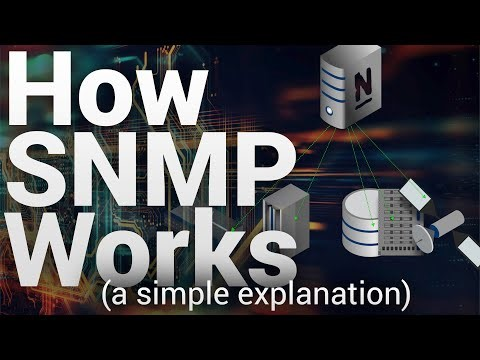 How
SNMP
Works
(a simple explanation)
N